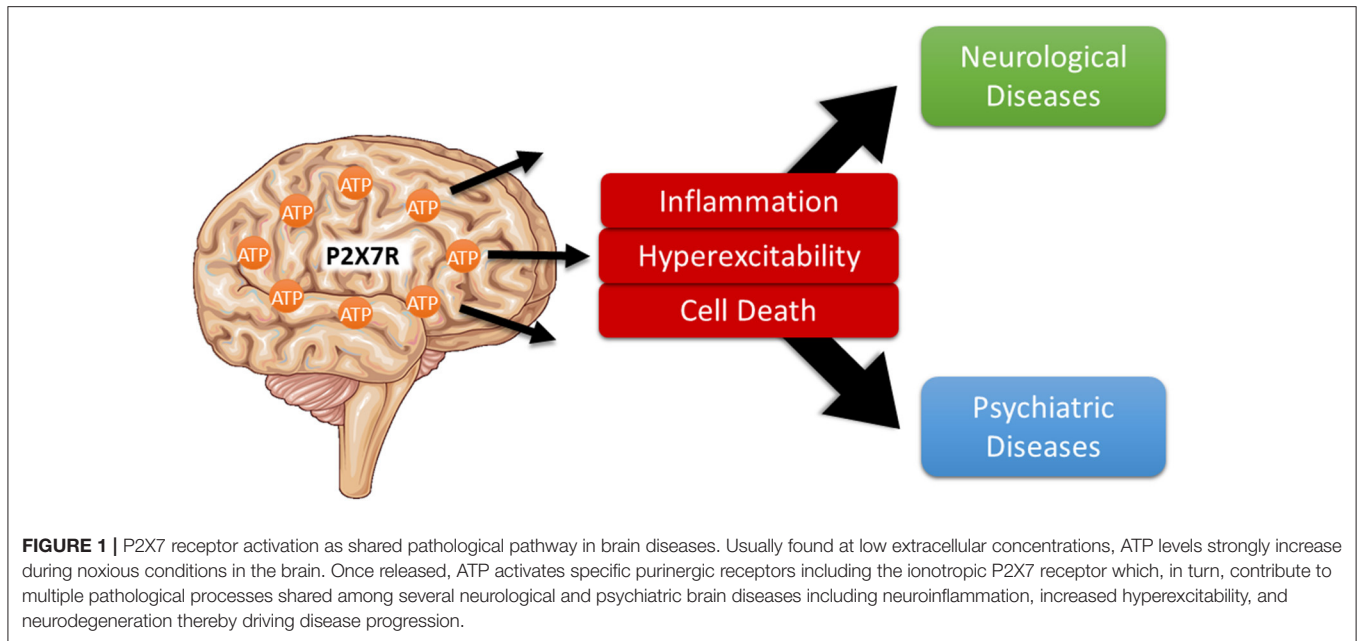 Neurological
Diseases
ATP
ATP
ATP
ATP
P2X7R
ATP
ATP
ATP
ATP
Inflammation
Hyperexcitability
Cell Death
Psychiatric
Diseases
FIGURE 1 | P2X7 receptor activation as shared pathological pathway in brain diseases. Usually found at low extracellular concentrations, ATP levels strongly increase
during noxious conditions in the brain. Once released, ATP activates specific purinergic receptors including the ionotropic P2X7 receptor which, in turn, contribute to
multiple pathological processes shared among several neurological and psychiatric brain diseases including neuroinflammation, increased hyperexcitability, and
neurodegeneration thereby driving disease progression.